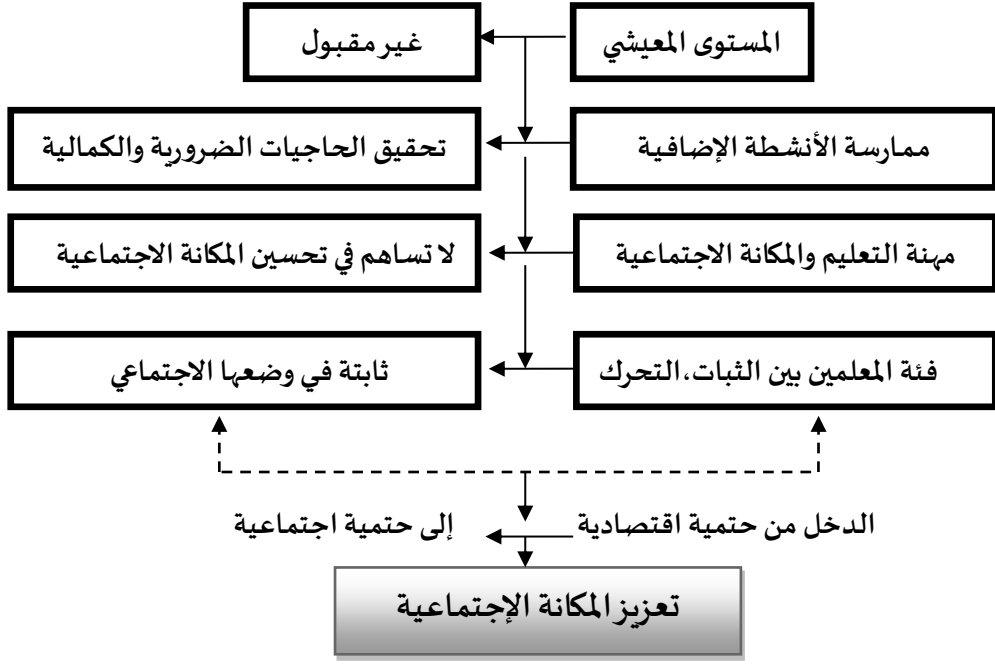 المستوى المعيشي
غير مقبول
ممارسة الأنشطة الإضافية
تحقيق الحاجيات الضرورية والكمالية
مهنة التعليم والمكانة الاجتماعية
لا تساهم في تحسين المكانة الاجتماعية
فئة المعلمين بين الثبات،التحرك
ثابتة في وضعها الاجتماعي
الدخل من حتمية اقتصادية
إلى حتمية اجتماعية
تعزيز المكانة الإجتماعية